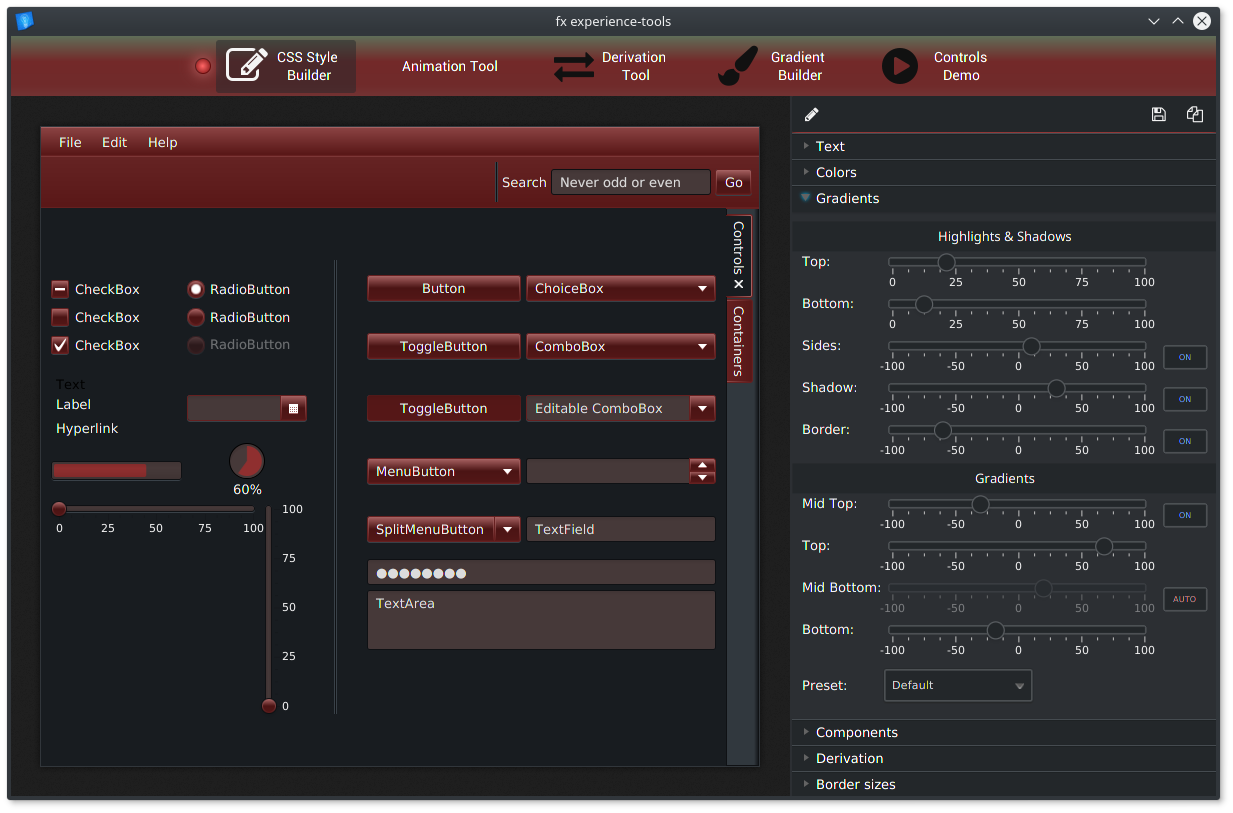 fx experience-tools
CSS Style
Builder
Animation Tool
Derivation
Tool
Gradient
Builder
Controls
Demo
File Edit Help
Search Never odd or even Go
Controls
Containers
CheckBox RadioButton
CheckBox RadioButton
CheckBox RadioButton
Text
Label
Hyperlink
60%
0 25 50 75 100
100
75
50
25
0
Button ChoiceBox
ToggleButton ComboBox
ToggleButton Editable ComboBox
MenuButton
SplitMenuButton TextField
TextArea
Text
Colors
Gradients
Highlights & Shadows
Top:
0 25 50 75 100
Bottom:
0 25 50 75 100
Sides:
-100 -50 0 50 100
ON
Shadow:
-100 -50 0 50 100
ON
Border:
-100 -50 0 50 100
ON
Gradients
Mid Top:
-100 -50 0 50 100
ON
Top:
-100 -50 0 50 100
Mid Bottom:
-100 -50 0 50 100
AUTO
Bottom:
-100 -50 0 50 100
Preset: Default
Components
Derivation
Border sizes